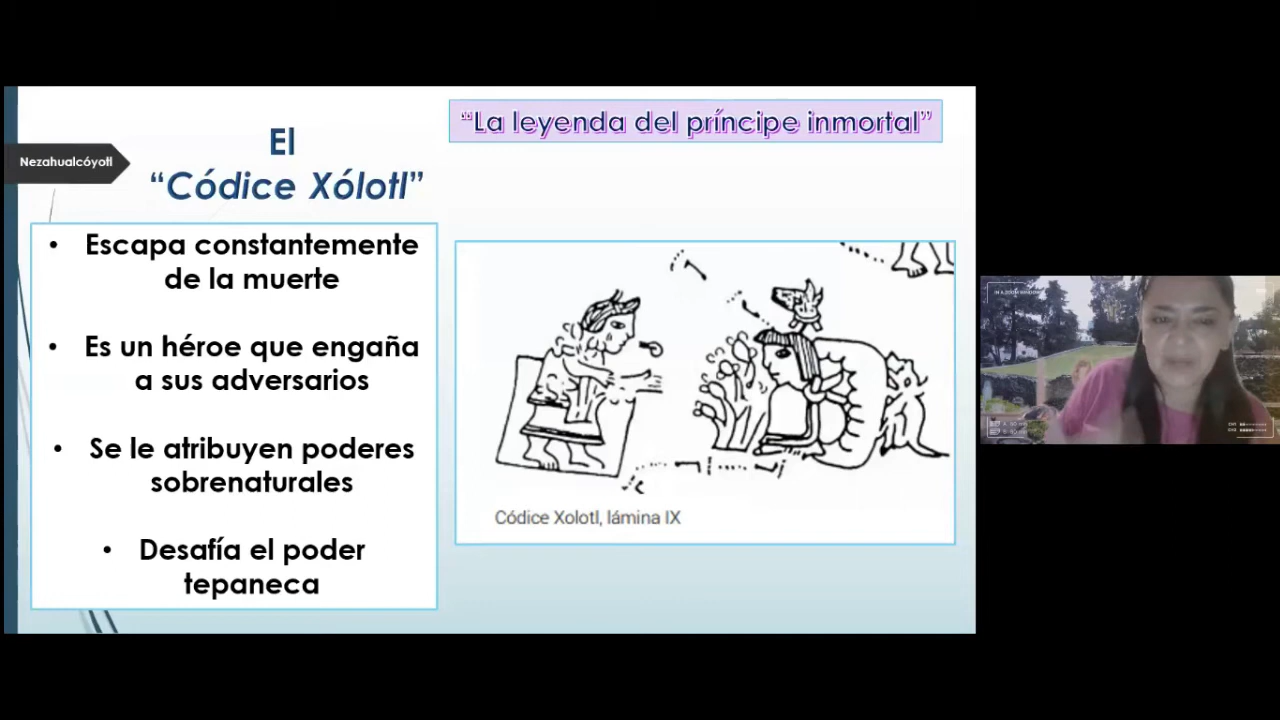 “La leyenda del príncipe inmortal”
El
“Códice Xólotl”
Nezahualcóyotl
• Escapa constantemente
de la muerte
• Es un héroe que engaña
a sus adversarios
• Se le atribuyen poderes
sobrenaturales
• Desafía el poder
tepaneca
Códice Xolotl, lámina IX